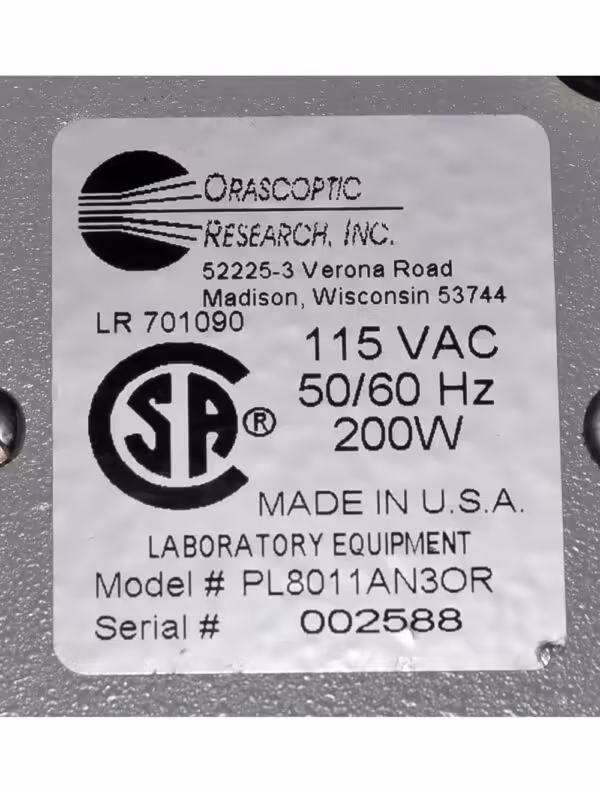 ORASCOPTIC
RESEARCH, INC.
52225-3 Verona Road
Madison, Wisconsin 53744
LR 701090
115 VAC
50/60 Hz
200W
CSA®
MADE IN U.S.A.
LABORATORY EQUIPMENT
Model # PL8011AN3OR
Serial # 002588